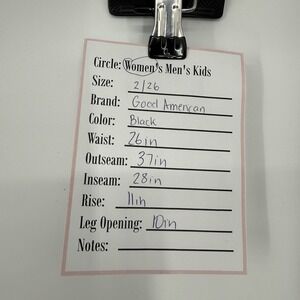 Circle: Women's Men's Kids
Size: 2/26
Brand: Good American
Color: Black
Waist: 26in
Outseam: 37in
Inseam: 28in
Rise: 11in
Leg Opening: 10in
Notes: